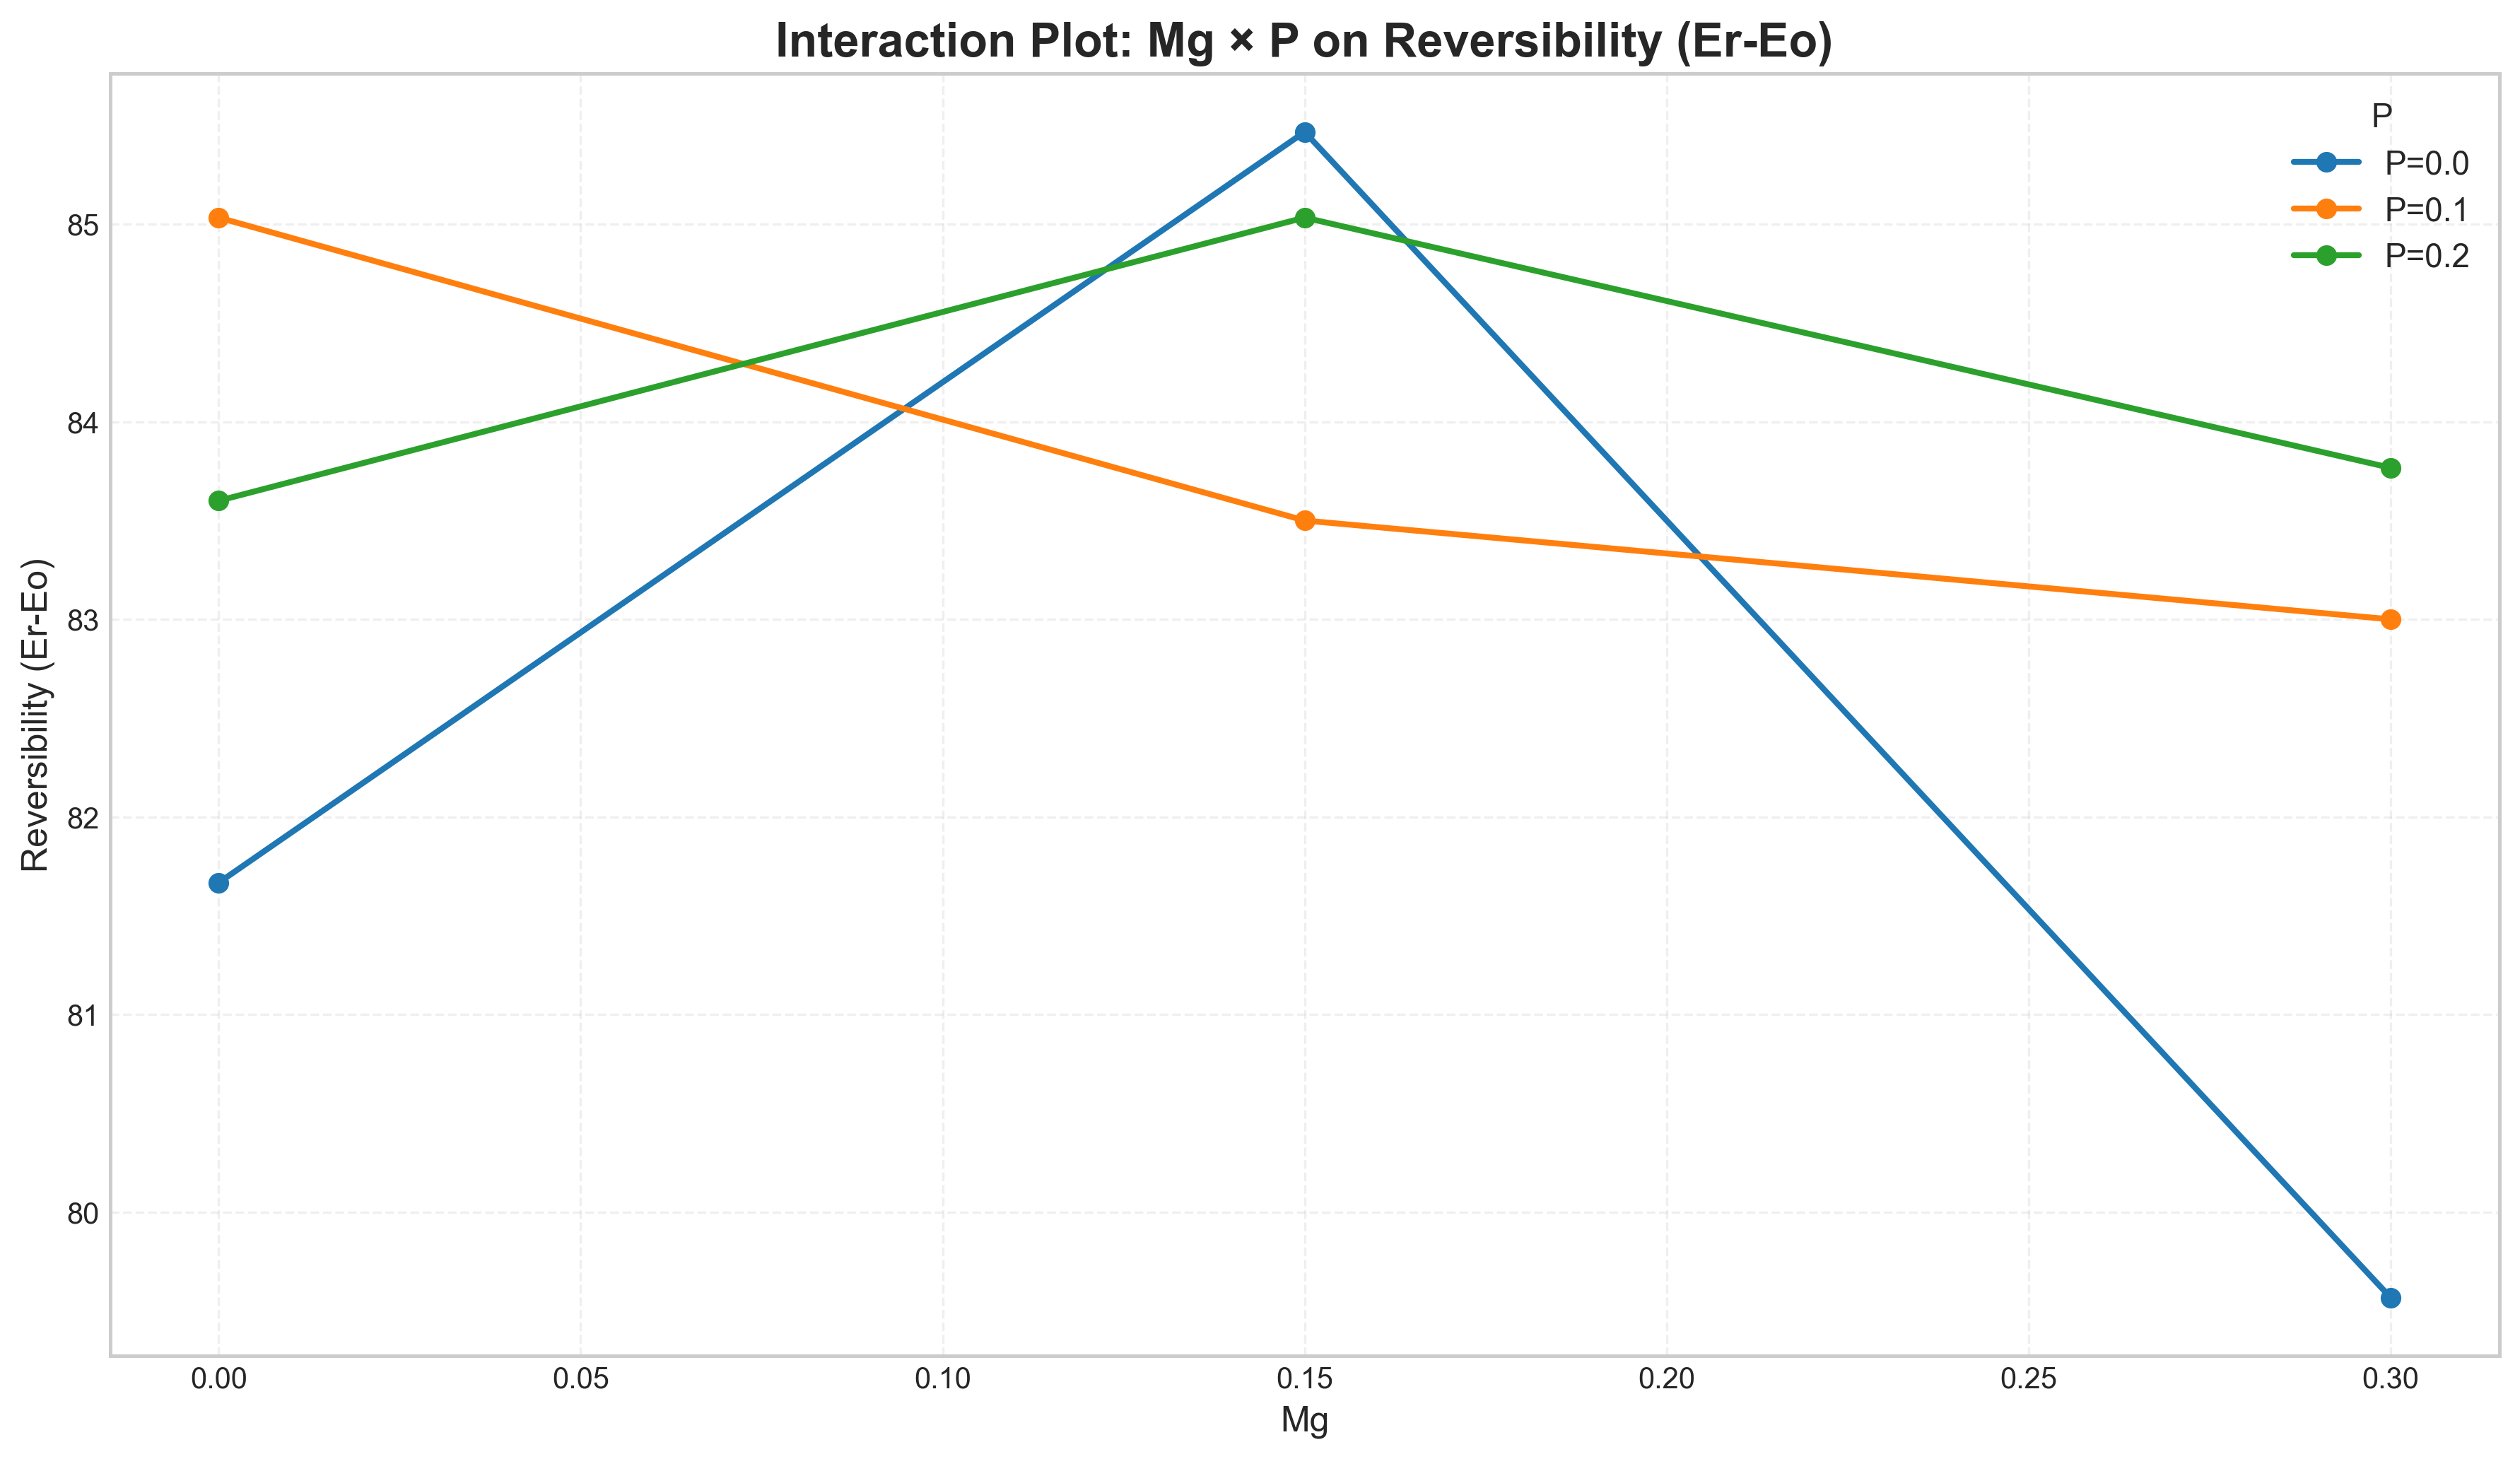 Interaction Plot: Mg × P on Reversibility (Er-Eo)
P
P=0.0
P=0.1
P=0.2
Reversibility (Er-Eo)
85
84
83
82
81
80
0.00 0.05 0.10 0.15 0.20 0.25 0.30
Mg